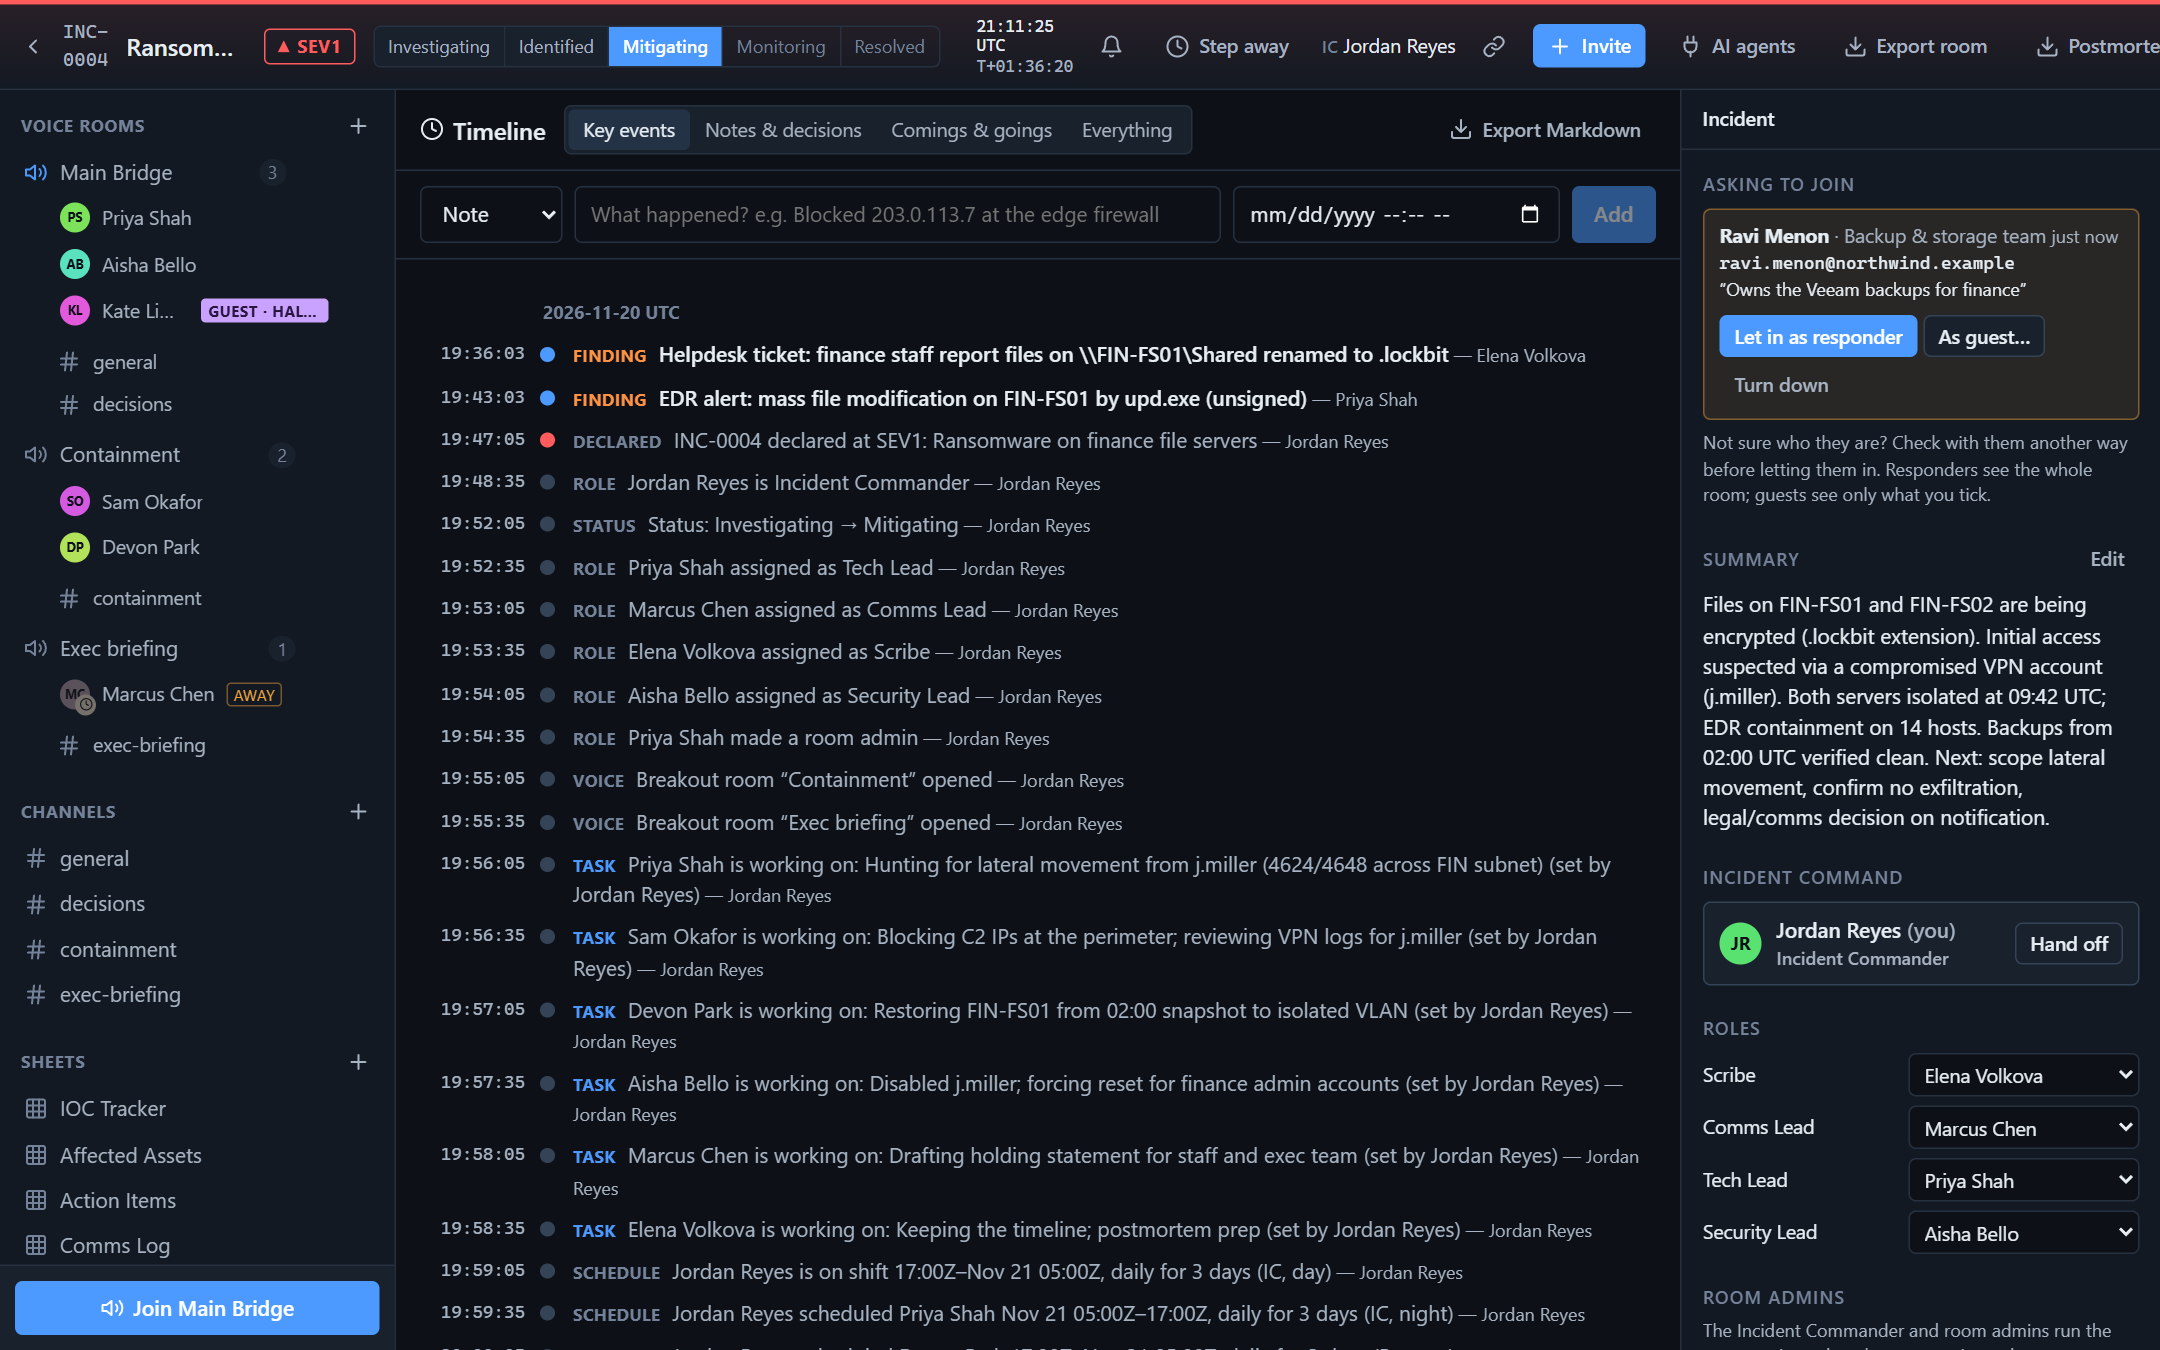 INC-
0004
Ransom...
SEV1
Investigating
Identified
Mitigating
Monitoring
Resolved
21:11:25
UTC
T+01:36:20
Step away
IC Jordan Reyes
Invite
AI agents
Export room
Postmorte
VOICE ROOMS
Main Bridge
3
PS
Priya Shah
AB
Aisha Bello
KL
Kate Li...
GUEST · HAL...
general
decisions
Containment
2
SO
Sam Okafor
DP
Devon Park
containment
Exec briefing
1
MC
Marcus Chen
AWAY
exec-briefing
CHANNELS
general
decisions
containment
exec-briefing
SHEETS
IOC Tracker
Affected Assets
Action Items
Comms Log
Join Main Bridge
Timeline
Key events
Notes & decisions
Comings & goings
Everything
Export Markdown
Note
What happened? e.g. Blocked 203.0.113.7 at the edge firewall
mm/dd/yyyy --:-- --
Add
2026-11-20 UTC
19:36:03 FINDING Helpdesk ticket: finance staff report files on \\FIN-FS01\Shared renamed to .lockbit — Elena Volkova
19:43:03 FINDING EDR alert: mass file modification on FIN-FS01 by upd.exe (unsigned) — Priya Shah
19:47:05 DECLARED INC-0004 declared at SEV1: Ransomware on finance file servers — Jordan Reyes
19:48:35 ROLE Jordan Reyes is Incident Commander — Jordan Reyes
19:52:05 STATUS Status: Investigating → Mitigating — Jordan Reyes
19:52:35 ROLE Priya Shah assigned as Tech Lead — Jordan Reyes
19:53:05 ROLE Marcus Chen assigned as Comms Lead — Jordan Reyes
19:53:35 ROLE Elena Volkova assigned as Scribe — Jordan Reyes
19:54:05 ROLE Aisha Bello assigned as Security Lead — Jordan Reyes
19:54:35 ROLE Priya Shah made a room admin — Jordan Reyes
19:55:05 VOICE Breakout room “Containment” opened — Jordan Reyes
19:55:35 VOICE Breakout room “Exec briefing” opened — Jordan Reyes
19:56:05 TASK Priya Shah is working on: Hunting for lateral movement from j.miller (4624/4648 across FIN subnet) (set by
Jordan Reyes) — Jordan Reyes
19:56:35 TASK Sam Okafor is working on: Blocking C2 IPs at the perimeter; reviewing VPN logs for j.miller (set by Jordan
Reyes) — Jordan Reyes
19:57:05 TASK Devon Park is working on: Restoring FIN-FS01 from 02:00 snapshot to isolated VLAN (set by Jordan Reyes) —
Jordan Reyes
19:57:35 TASK Aisha Bello is working on: Disabled j.miller; forcing reset for finance admin accounts (set by Jordan Reyes) —
Jordan Reyes
19:58:05 TASK Marcus Chen is working on: Drafting holding statement for staff and exec team (set by Jordan Reyes) — Jordan
Reyes
19:58:35 TASK Elena Volkova is working on: Keeping the timeline; postmortem prep (set by Jordan Reyes) — Jordan Reyes
19:59:05 SCHEDULE Jordan Reyes is on shift 17:00Z–Nov 21 05:00Z, daily for 3 days (IC, day) — Jordan Reyes
19:59:35 SCHEDULE Jordan Reyes scheduled Priya Shah Nov 21 05:00Z–17:00Z, daily for 3 days (IC, night) — Jordan Reyes
Incident
ASKING TO JOIN
Ravi Menon · Backup & storage team just now
ravi.menon@northwind.example
“Owns the Veeam backups for finance”
Let in as responder
As guest...
Turn down
Not sure who they are? Check with them another way
before letting them in. Responders see the whole
room; guests see only what you tick.
SUMMARY
Edit
Files on FIN-FS01 and FIN-FS02 are being
encrypted (.lockbit extension). Initial access
suspected via a compromised VPN account
(j.miller). Both servers isolated at 09:42 UTC;
EDR containment on 14 hosts. Backups from
02:00 UTC verified clean. Next: scope lateral
movement, confirm no exfiltration,
legal/comms decision on notification.
INCIDENT COMMAND
JR
Jordan Reyes (you)
Incident Commander
Hand off
ROLES
Scribe
Elena Volkova
Comms Lead
Marcus Chen
Tech Lead
Priya Shah
Security Lead
Aisha Bello
ROOM ADMINS
The Incident Commander and room admins run the